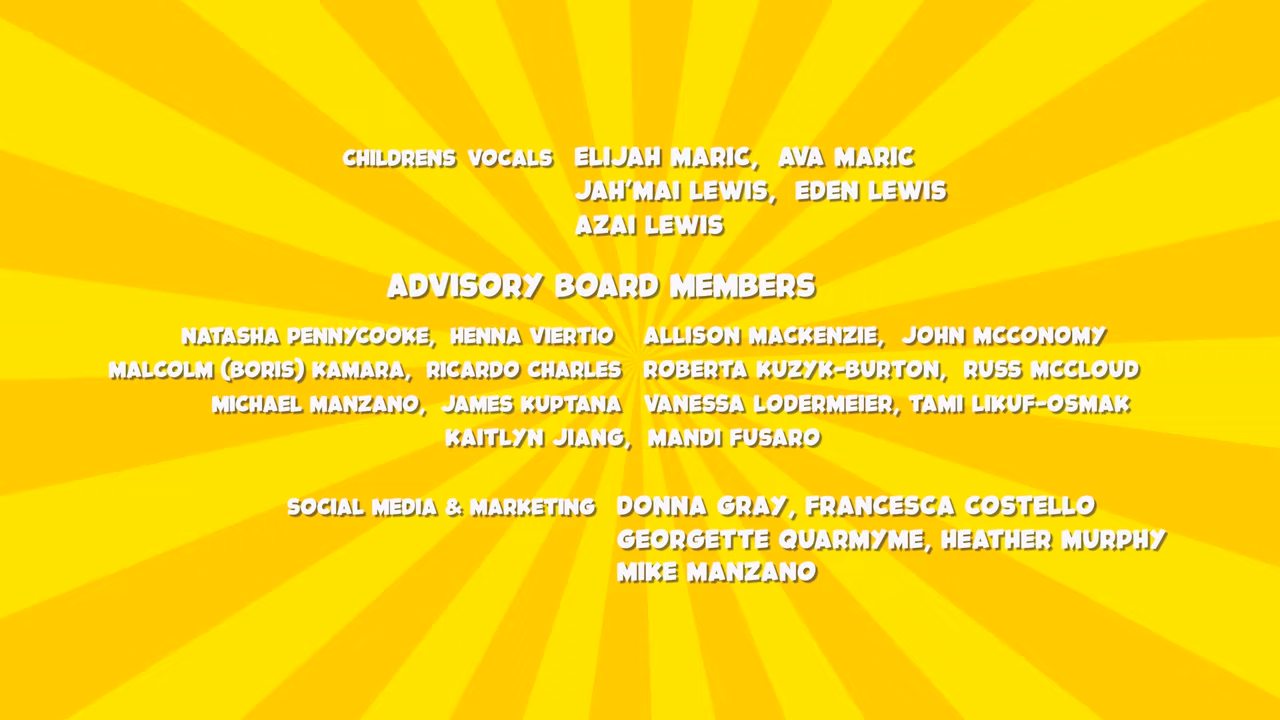 CHILDRENS VOCALS ELIJAH MARIC, AVA MARIC
JAH'MAI LEWIS, EDEN LEWIS
AZAI LEWIS
ADVISORY BOARD MEMBERS
NATASHA PENNYCOOKE, HENNA VIERTIO ALLISON MACKENZIE, JOHN MCCONOMY
MALCOLM (BORIS) KAMARA, RICARDO CHARLES ROBERTA KUZYK-BURTON, RUSS MCCLOUD
MICHAEL MANZANO, JAMES KUPTANA VANESSA LODERMEIER, TAMI LIKUF-OSMAK
KAITLYN JIANG, MANDI FUSARO
SOCIAL MEDIA & MARKETING DONNA GRAY, FRANCESCA COSTELLO
GEORGETTE QUARMYME, HEATHER MURPHY
MIKE MANZANO